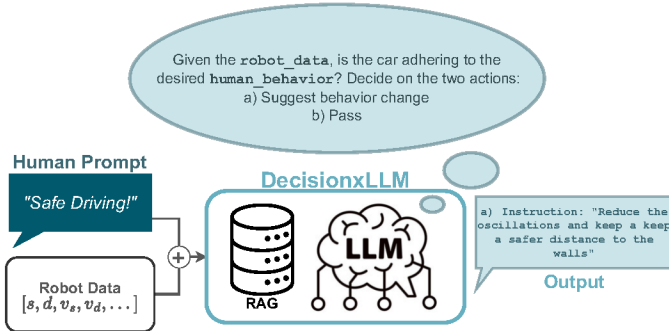 Given the robot_data, is the car adhering to the
desired human_behavior? Decide on the two actions:
a) Suggest behavior change
b) Pass
Human Prompt
"Safe Driving!"
DecisionxLLM
+
LLM
RAG
Robot Data
[s, d, v_s, v_d, ...]
a) Instruction: "Reduce the
oscillations and keep a keep
a safer distance to the
walls"
Output